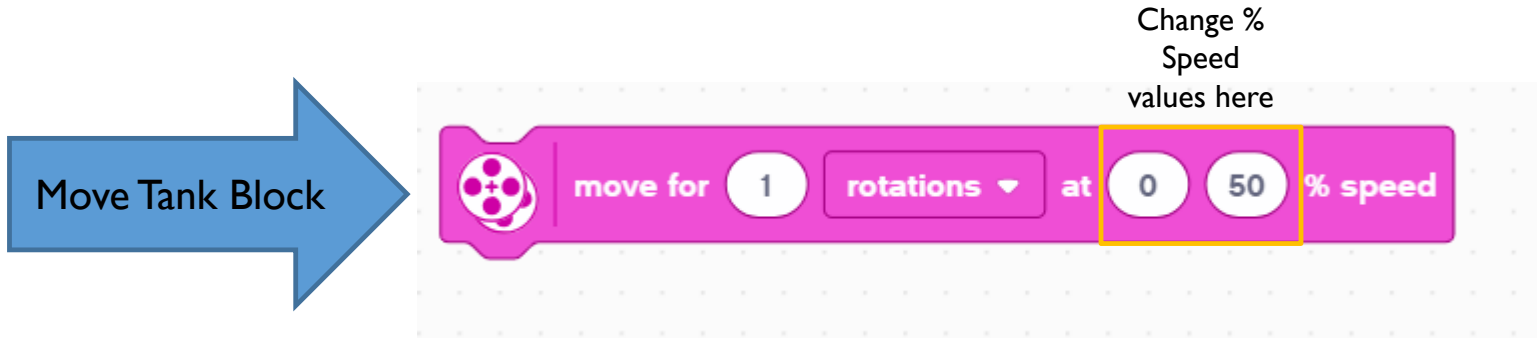 Change %
Speed
values here
Move Tank Block
move for 1 rotations at 0 50 % speed